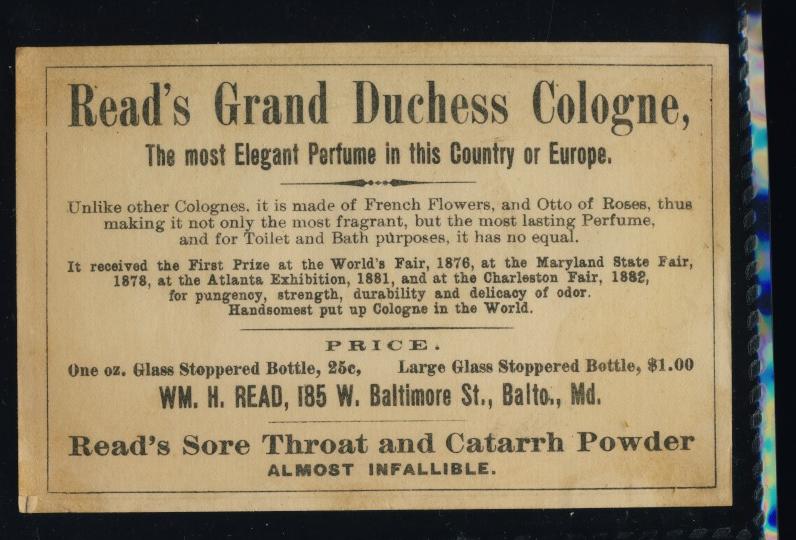 Read's Grand Duchess Cologne,
The most Elegant Perfume in this Country or Europe.
Unlike other Colognes, it is made of French Flowers, and Otto of Roses, thus
making it not only the most fragrant, but the most lasting Perfume,
and for Toilet and Bath purposes, it has no equal.
It received the First Prize at the World's Fair, 1876, at the Maryland State Fair,
1878, at the Atlanta Exhibition, 1881, and at the Charleston Fair, 1882,
for pungency, strength, durability and delicacy of odor.
Handsomest put up Cologne in the World.
PRICE.
One oz. Glass Stoppered Bottle, 25c, Large Glass Stoppered Bottle, $1.00
WM. H. READ, 185 W. Baltimore St., Balto., Md.
Read's Sore Throat and Catarrh Powder
ALMOST INFALLIBLE.